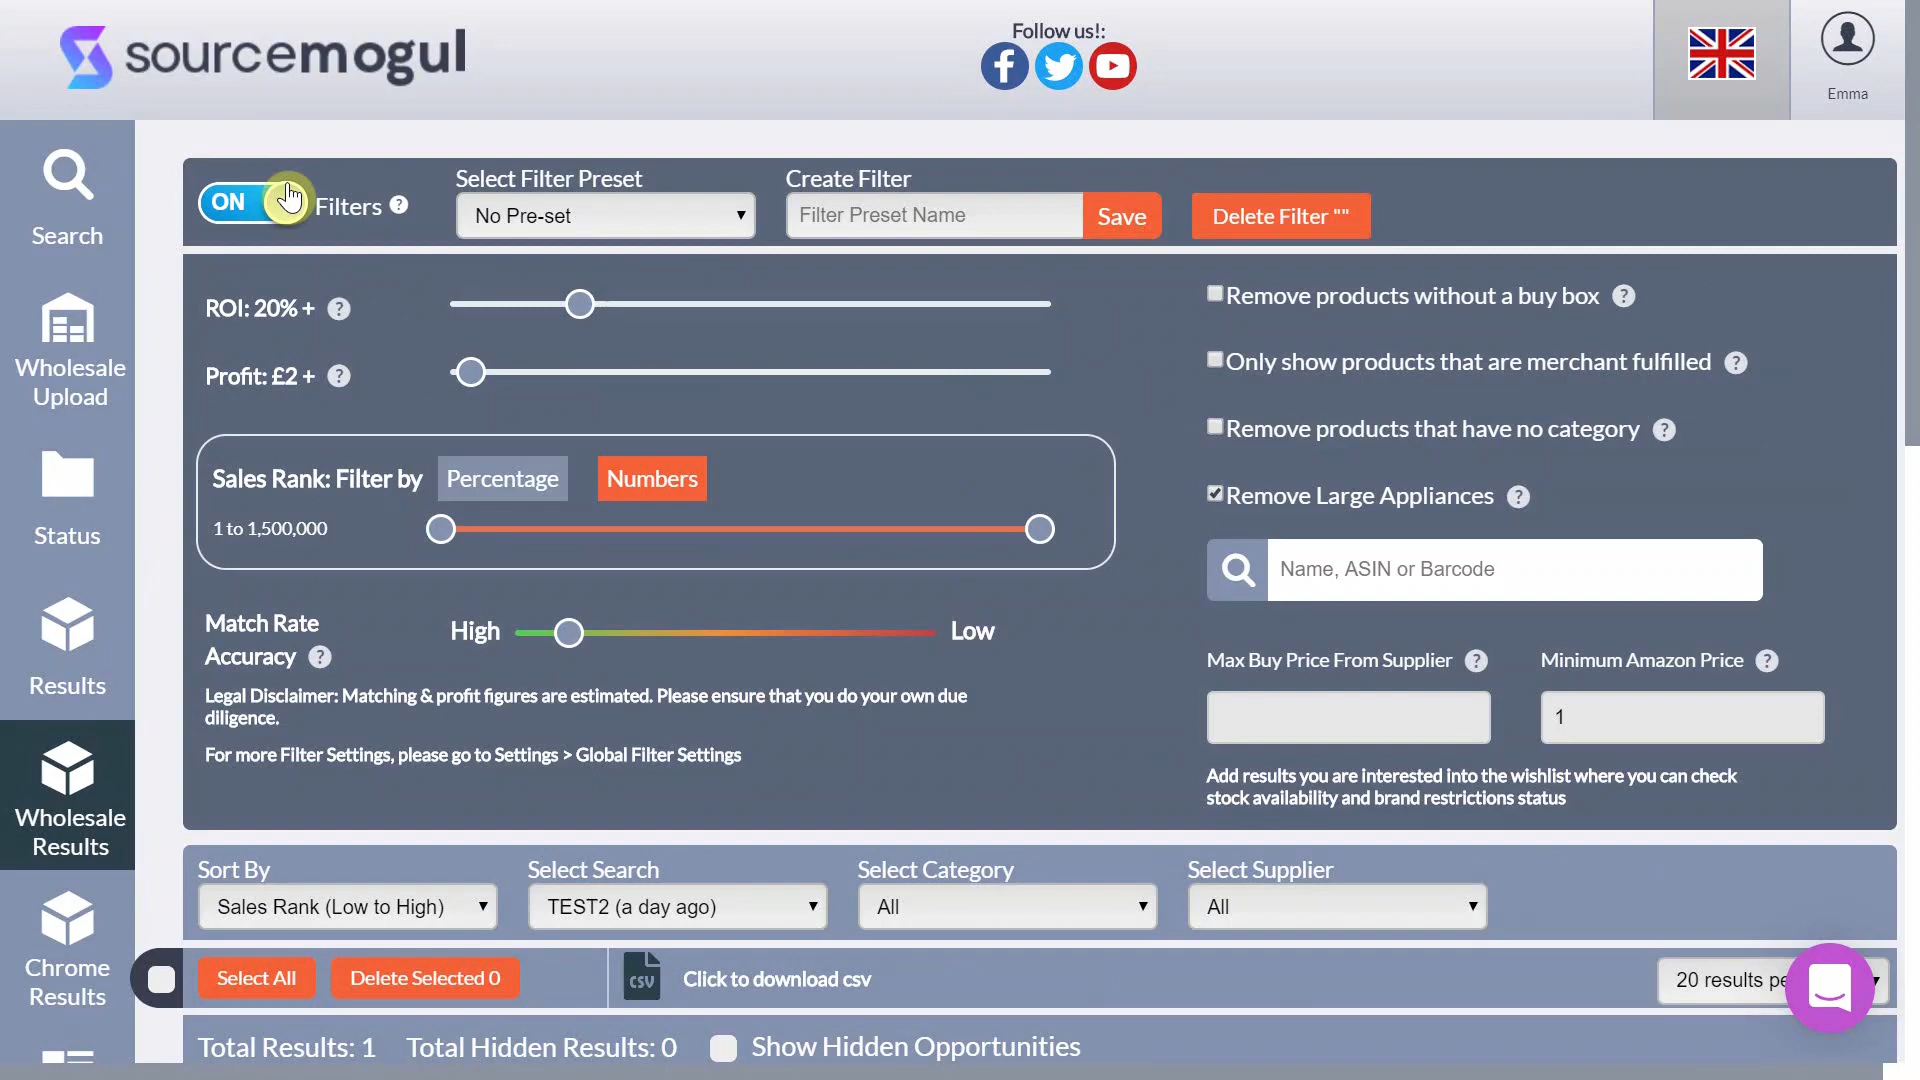 sourcemogul
Follow us!:
Emma
Search
Wholesale
Upload
Status
Results
Wholesale
Results
Chrome
Results
ON
Filters ?
Select Filter Preset
No Pre-set
Create Filter
Filter Preset Name
Save
Delete Filter ""
ROI: 20% + ?
Profit: £2 + ?
Sales Rank: Filter by
Percentage
Numbers
1 to 1,500,000
Match Rate
Accuracy ?
High
Low
Legal Disclaimer: Matching & profit figures are estimated. Please ensure that you do your own due
diligence.
For more Filter Settings, please go to Settings > Global Filter Settings
Remove products without a buy box ?
Only show products that are merchant fulfilled ?
Remove products that have no category ?
Remove Large Appliances ?
Name, ASIN or Barcode
Max Buy Price From Supplier ?
Minimum Amazon Price ?
1
Add results you are interested into the wishlist where you can check
stock availability and brand restrictions status
Sort By
Sales Rank (Low to High)
Select Search
TEST2 (a day ago)
Select Category
All
Select Supplier
All
Select All
Delete Selected 0
CSV
Click to download csv
20 results pe
Total Results: 1
Total Hidden Results: 0
Show Hidden Opportunities